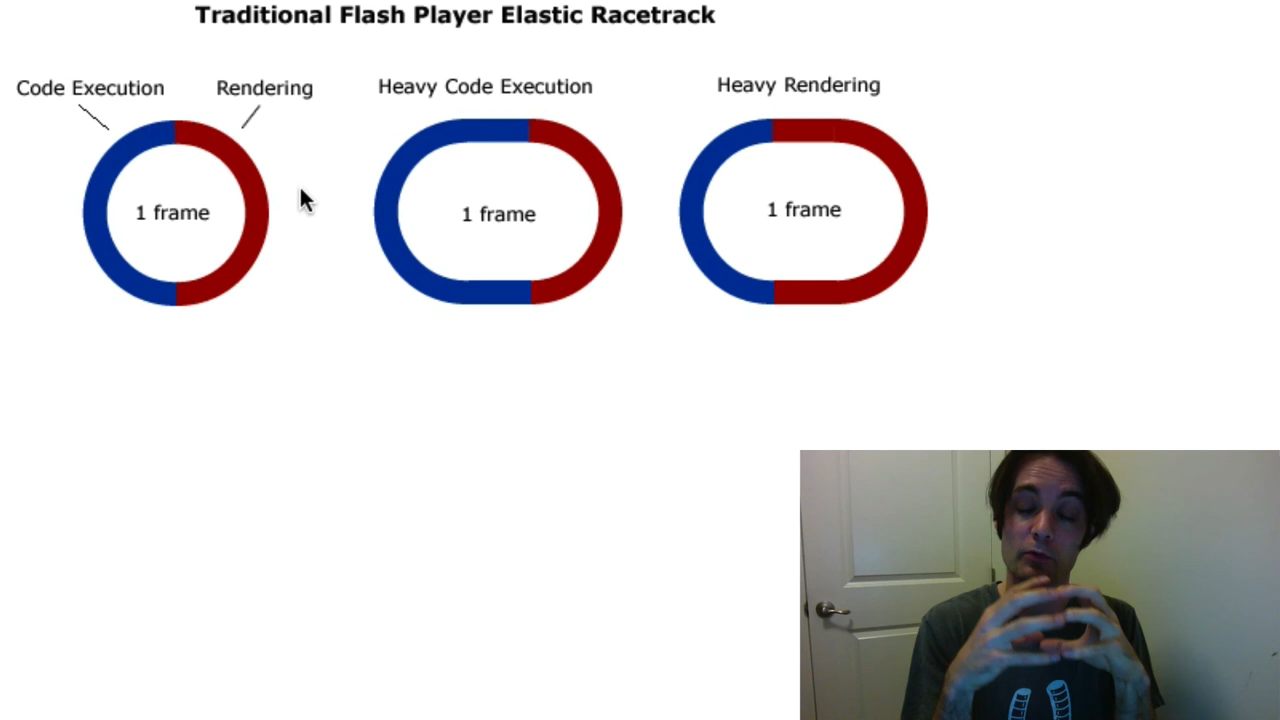 Traditional Flash Player Elastic Racetrack
Code Execution
Rendering
Heavy Code Execution
Heavy Rendering
1 frame
1 frame
1 frame